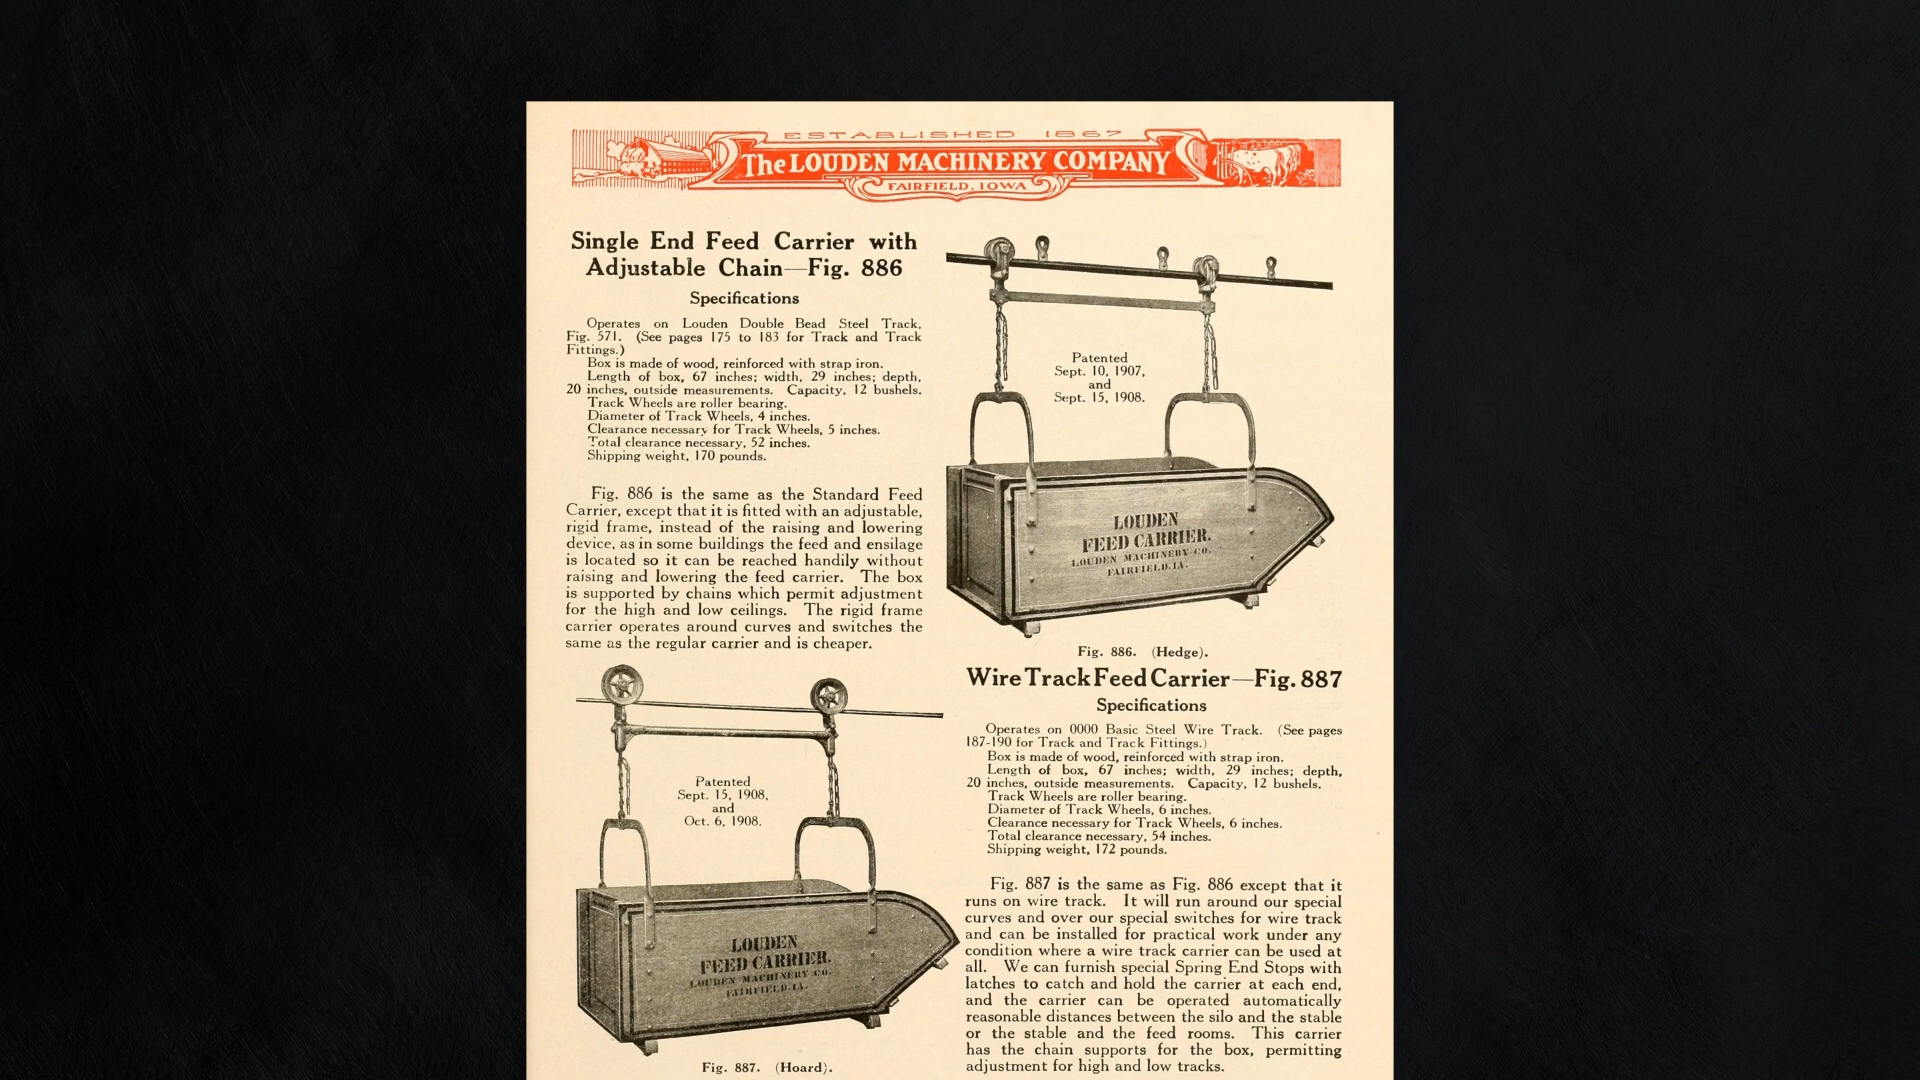 ESTABLISHED 1867
The LOUDEN MACHINERY COMPANY
FAIRFIELD, IOWA
Single End Feed Carrier with
Adjustable Chain—Fig. 886
Specifications
Operates on Louden Double Bead Steel Track,
Fig. 571. (See pages 175 to 183 for Track and Track
Fittings.)
Box is made of wood, reinforced with strap iron.
Length of box, 67 inches; width, 29 inches; depth,
20 inches, outside measurements. Capacity, 12 bushels.
Track Wheels are roller bearing.
Diameter of Track Wheels, 4 inches.
Clearance necessary for Track Wheels, 5 inches.
Total clearance necessary, 52 inches.
Shipping weight, 170 pounds.
Fig. 886 is the same as the Standard Feed
Carrier, except that it is fitted with an adjustable,
rigid frame, instead of the raising and lowering
device, as in some buildings the feed and ensilage
is located so it can be reached handily without
raising and lowering the feed carrier. The box
is supported by chains which permit adjustment
for the high and low ceilings. The rigid frame
carrier operates around curves and switches the
same as the regular carrier and is cheaper.
Patented
Sept. 15, 1908,
and
Oct. 6, 1908.
LOUDEN
FEED CARRIER.
LOUDEN MACHINERY CO.
FAIRFIELD.IA.
Fig. 887. (Hoard).
Patented
Sept. 10, 1907,
and
Sept. 15, 1908.
LOUDEN
FEED CARRIER.
LOUDEN MACHINERY CO.
FAIRFIELD.IA.
Fig. 886. (Hedge).
Wire Track Feed Carrier—Fig. 887
Specifications
Operates on 0000 Basic Steel Wire Track. (See pages
187-190 for Track and Track Fittings.)
Box is made of wood, reinforced with strap iron.
Length of box, 67 inches; width, 29 inches; depth,
20 inches, outside measurements. Capacity, 12 bushels.
Track Wheels are roller bearing.
Diameter of Track Wheels, 6 inches.
Clearance necessary for Track Wheels, 6 inches.
Total clearance necessary, 54 inches.
Shipping weight, 172 pounds.
Fig. 887 is the same as Fig. 886 except that it
runs on wire track. It will run around our special
curves and over our special switches for wire track
and can be installed for practical work under any
condition where a wire track carrier can be used at
all. We can furnish special Spring End Stops with
latches to catch and hold the carrier at each end,
and the carrier can be operated automatically
reasonable distances between the silo and the stable
or the stable and the feed rooms. This carrier
has the chain supports for the box, permitting
adjustment for high and low tracks.